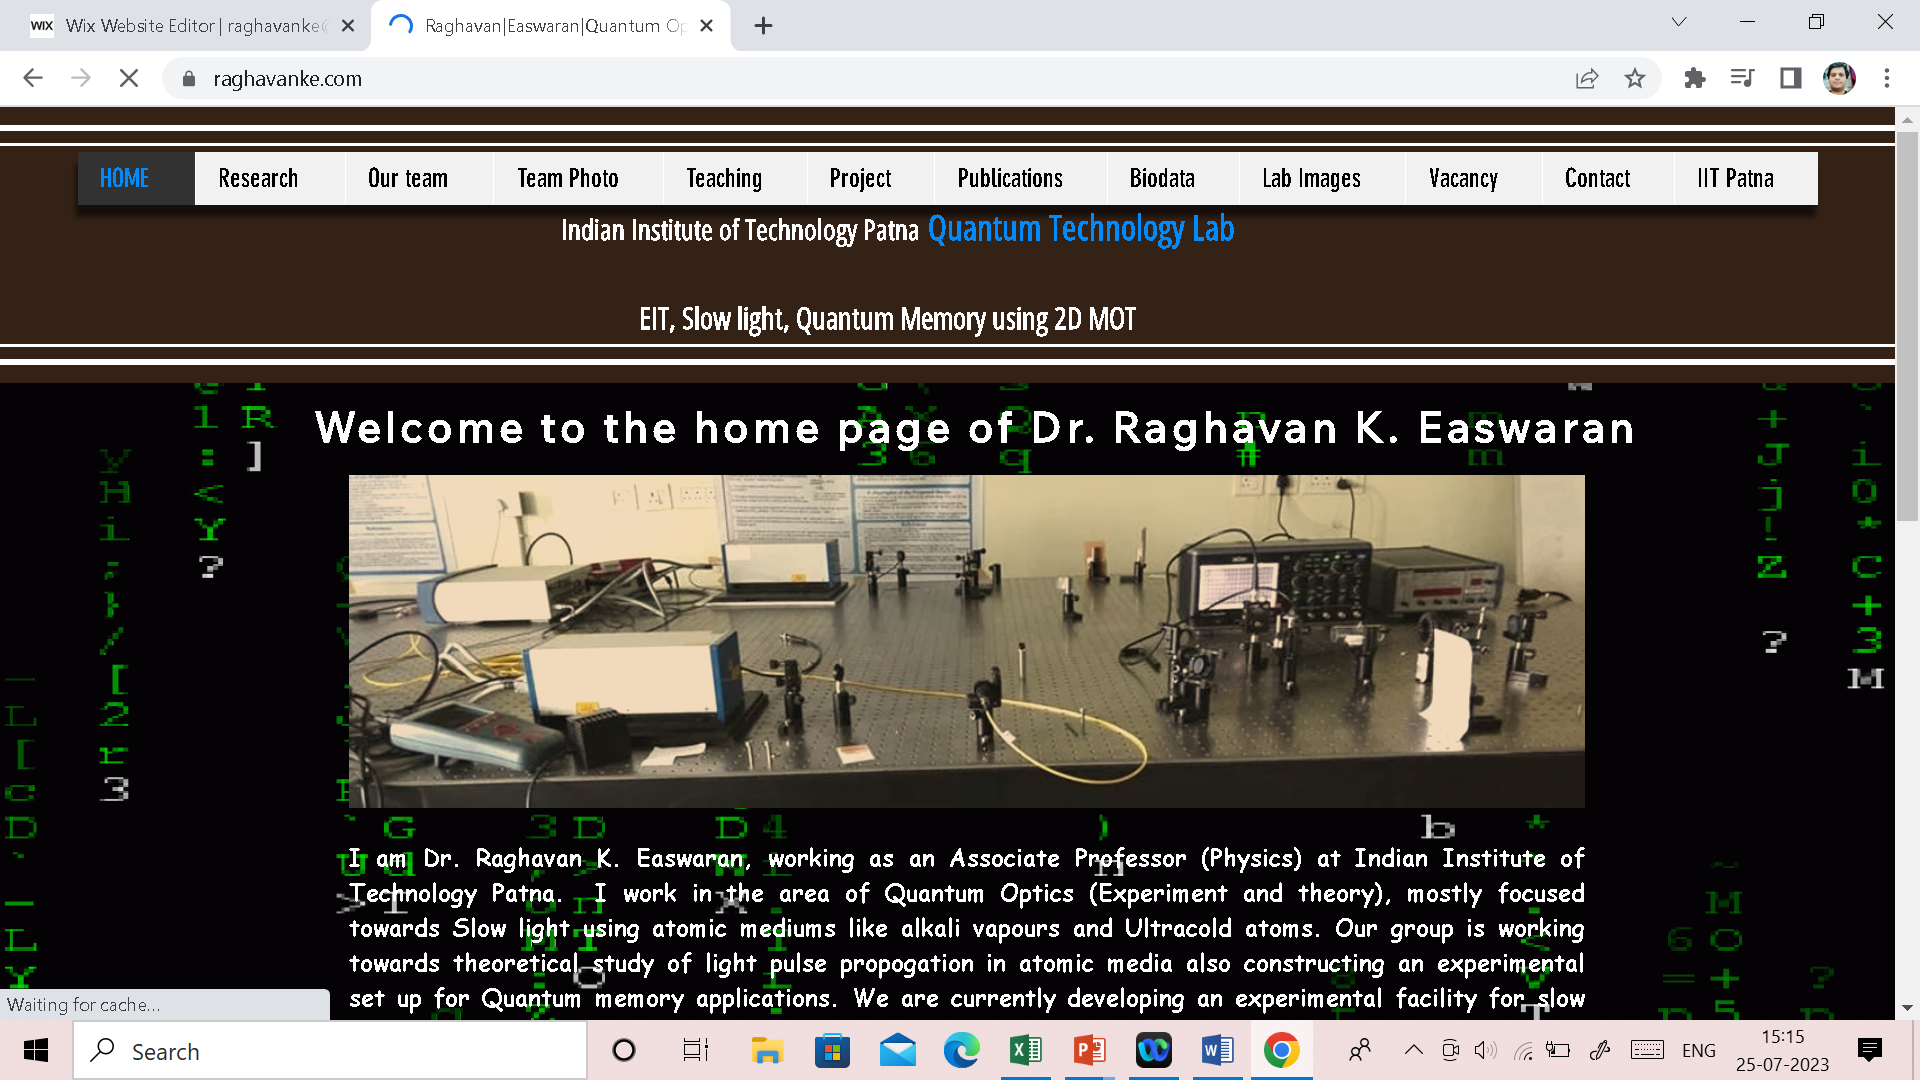 WIX Wix Website Editor | raghavanke
Raghavan|Easwaran|Quantum Op
raghavanke.com
HOME Research Our team Team Photo Teaching Project Publications Biodata Lab Images Vacancy Contact IIT Patna
Indian Institute of Technology Patna Quantum Technology Lab
EIT, Slow light, Quantum Memory using 2D MOT
Welcome to the home page of Dr. Raghavan K. Easwaran
I am Dr. Raghavan K. Easwaran, working as an Associate Professor (Physics) at Indian Institute of
Technology Patna. I work in the area of Quantum Optics (Experiment and theory), mostly focused
towards Slow light using atomic mediums like alkali vapours and Ultracold atoms. Our group is working
towards theoretical study of light pulse propogation in atomic media also constructing an experimental
set up for Quantum memory applications. We are currently developing an experimental facility for slow
Waiting for cache...
Search
ENG
15:15
25-07-2023